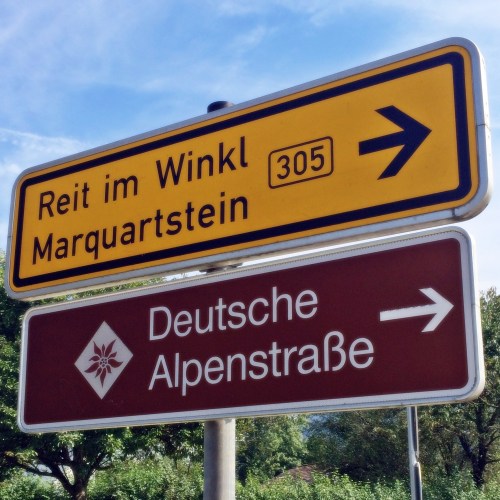 Reit im Winkl
305
Marquartstein
Deutsche
Alpenstraße